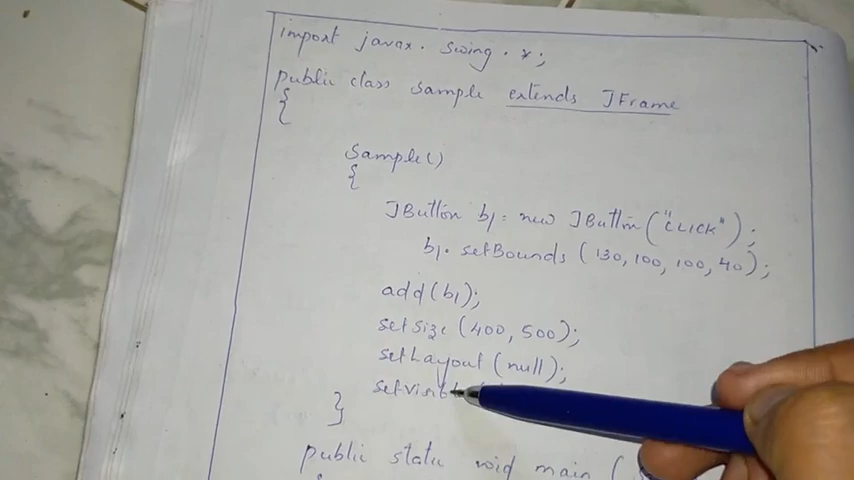 import javax. swing. *;
public class Sample extends JFrame
{
Sample()
{
JButton b1 = new JButton("CLICK");
b1. setBounds (130, 100, 100, 40);
add(b1);
setSize (400, 500);
setLayout (null);
}
public static void main (